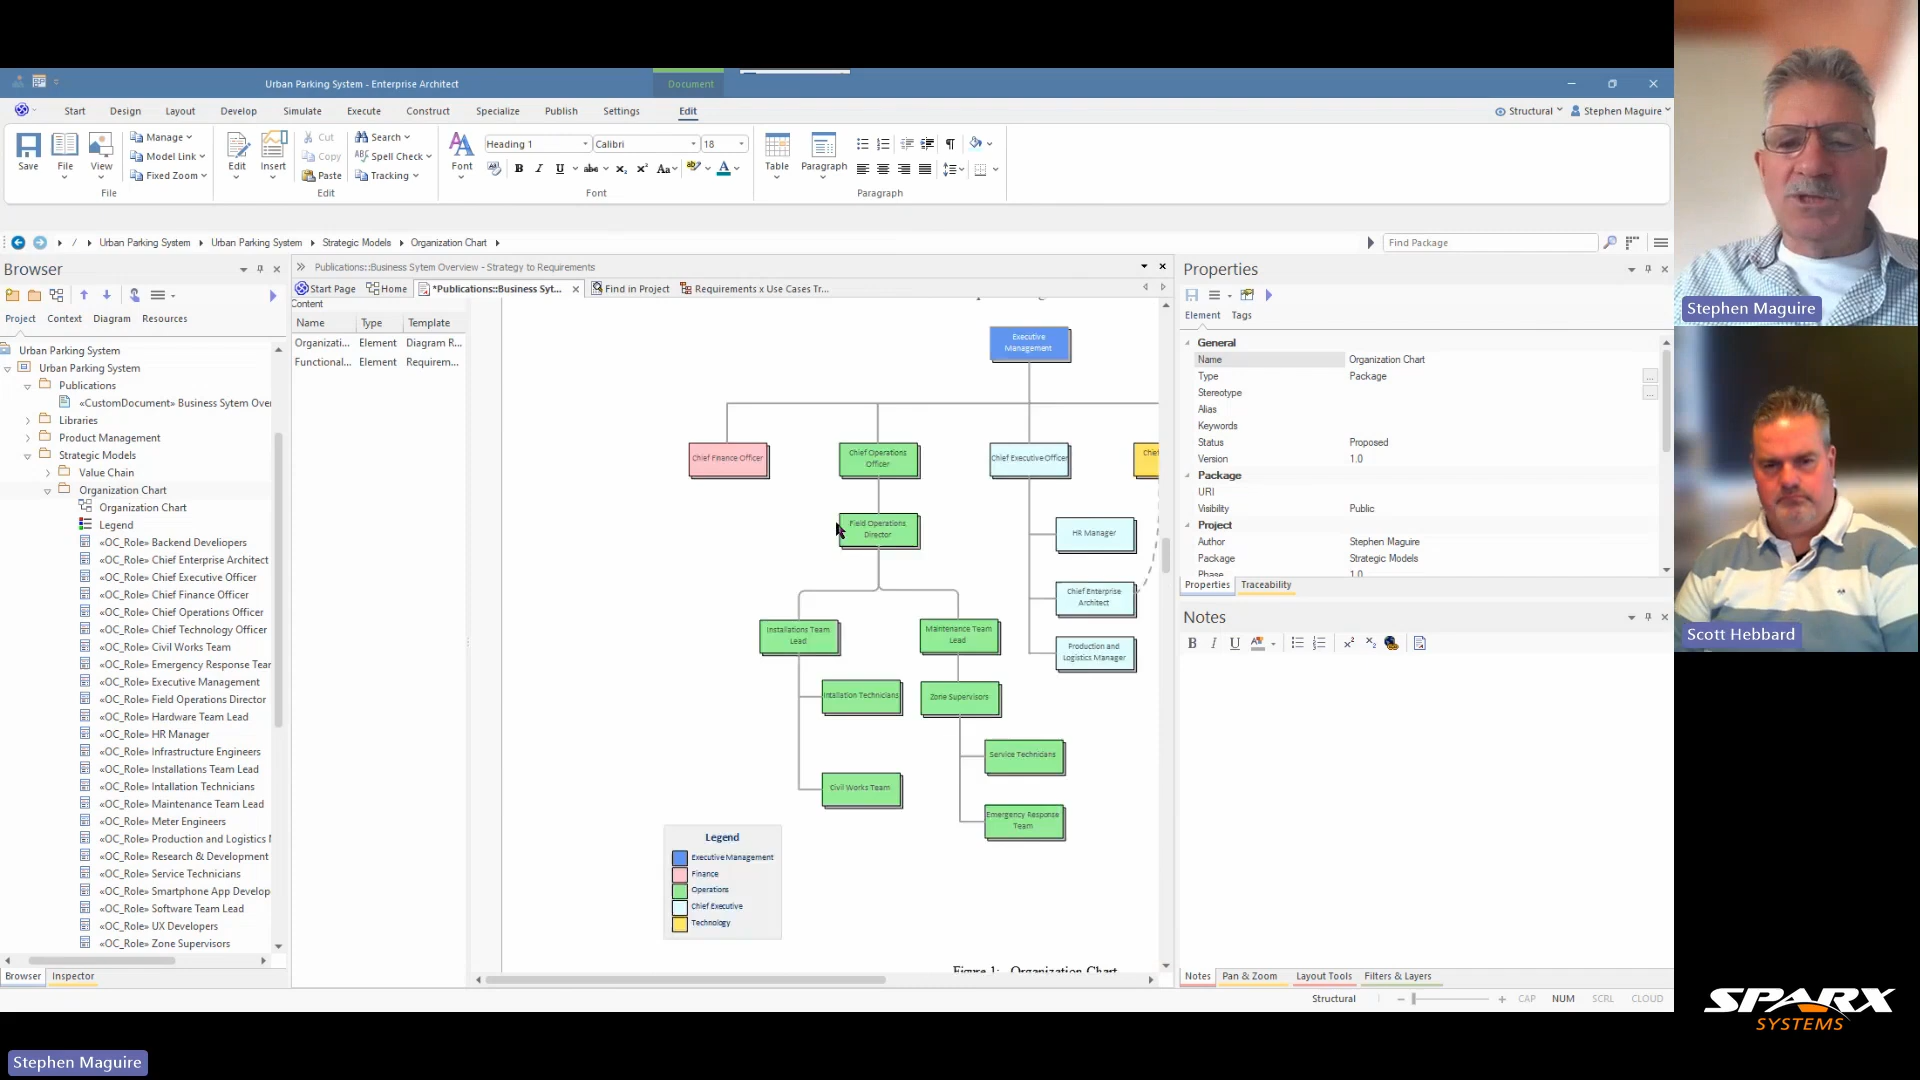 Urban Parking System - Enterprise Architect
Document
Start Design Layout Develop Simulate Execute Construct Specialize Publish Settings Edit
Structural Stephen Maguire
Save File View
Manage
Model Link
Fixed Zoom
File
Edit Insert
Cut
Copy
Paste
Search
Spell Check
Tracking
Edit
Font
Heading 1 Calibri 18
B I U abc
Font
Table Paragraph
Paragraph
/ Urban Parking System Urban Parking System Strategic Models Organization Chart
Find Package
Browser
Project Context Diagram Resources
Urban Parking System
Urban Parking System
Publications
«CustomDocument» Business Sytem Over
Libraries
Product Management
Strategic Models
Value Chain
Organization Chart
Organization Chart
Legend
«OC_Role» Backend Developers
«OC_Role» Chief Enterprise Architect
«OC_Role» Chief Executive Officer
«OC_Role» Chief Finance Officer
«OC_Role» Chief Operations Officer
«OC_Role» Chief Technology Officer
«OC_Role» Civil Works Team
«OC_Role» Emergency Response Tear
«OC_Role» Executive Management
«OC_Role» Field Operations Director
«OC_Role» Hardware Team Lead
«OC_Role» HR Manager
«OC_Role» Infrastructure Engineers
«OC_Role» Installations Team Lead
«OC_Role» Intallation Technicians
«OC_Role» Maintenance Team Lead
«OC_Role» Meter Engineers
«OC_Role» Production and Logistics
«OC_Role» Research & Development
«OC_Role» Service Technicians
«OC_Role» Smartphone App Develop
«OC_Role» Software Team Lead
«OC_Role» UX Developers
«OC_Role» Zone Supervisors
Browser Inspector
Publications::Business Sytem Overview - Strategy to Requirements
Start Page Home *Publications::Business Syt... Find in Project Requirements x Use Cases Tr...
Content
Name Type Template
Organizati... Element Diagram R...
Functional... Element Requirem...
Executive
Management
Chief Finance Officer
Chief Operations
Officer
Chief Executive Officer
Chief
Field Operations
Director
HR Manager
Chief Enterprise
Architect
Production and
Logistics Manager
Installations Team
Lead
Maintenance Team
Lead
Intallation Technicians
Zone Supervisors
Service Technicians
Civil Works Team
Emergency Response
Team
Legend
Executive Management
Finance
Operations
Chief Executive
Technology
Figure 1: Organization Chart
Properties
Element Tags
General
Name Organization Chart
Type Package
Stereotype
Alias
Keywords
Status Proposed
Version 1.0
Package
URI
Visibility Public
Project
Author Stephen Maguire
Package Strategic Models
Phase 1.0
Properties Traceability
Notes
B I U
Notes Pan & Zoom Layout Tools Filters & Layers
Structural CAP NUM SCRL CLOUD
Stephen Maguire
Scott Hebbard
SPARX
SYSTEMS
Stephen Maguire